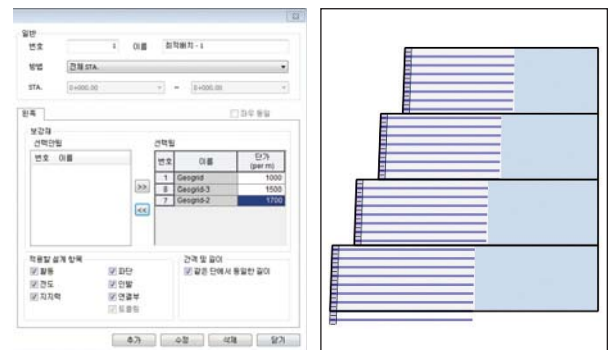 일반
번호 1 이름 최적배치 - 1
방법 전체 STA.
STA. 0+000.00 ~ 0+000.00
왼쪽 좌우 동일
보강재
선택안됨 선택됨
번호 이름 번호 이름 단가 (per m)
1 Geogrid 1000
8 Geogrid-3 1500
>> 7 Geogrid-2 1700
<<
적용할 설계 항목 간격 및 길이
활동 파단 같은 단에서 동일한 길이
전도 인발
지지력 연결부
토플링
추가 수정 삭제 닫기